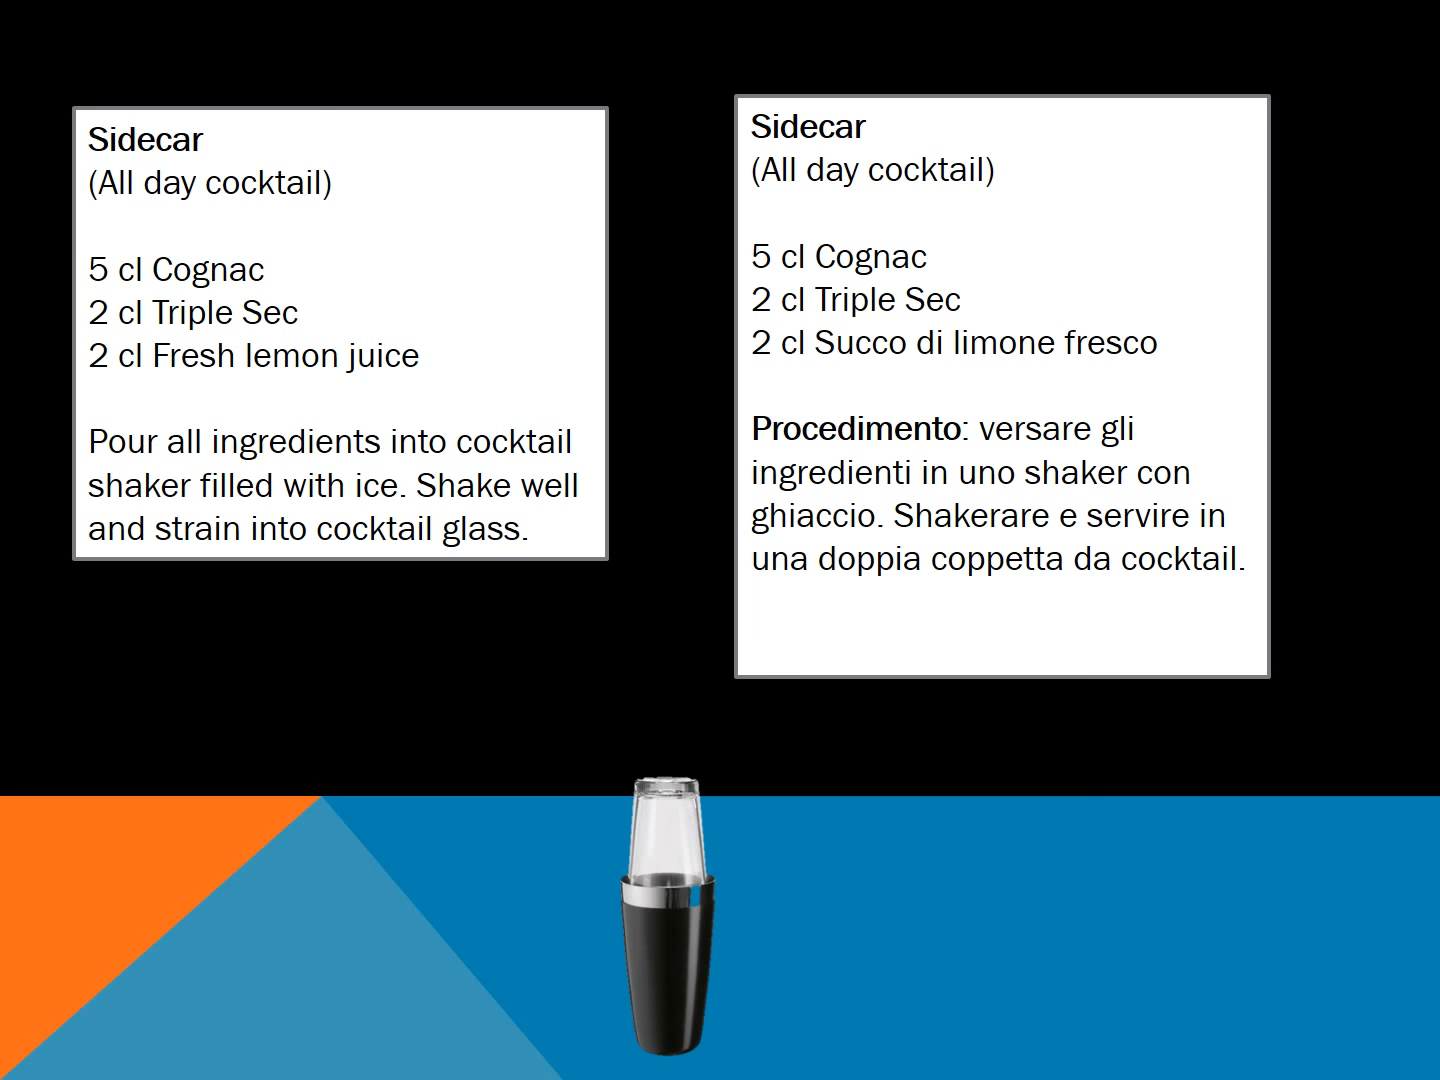 Sidecar
(All day cocktail)
5 cl Cognac
2 cl Triple Sec
2 cl Fresh lemon juice
Pour all ingredients into cocktail
shaker filled with ice. Shake well
and strain into cocktail glass.
Sidecar
(All day cocktail)
5 cl Cognac
2 cl Triple Sec
2 cl Succo di limone fresco
Procedimento: versare gli
ingredienti in uno shaker con
ghiaccio. Shakerare e servire in
una doppia coppetta da cocktail.